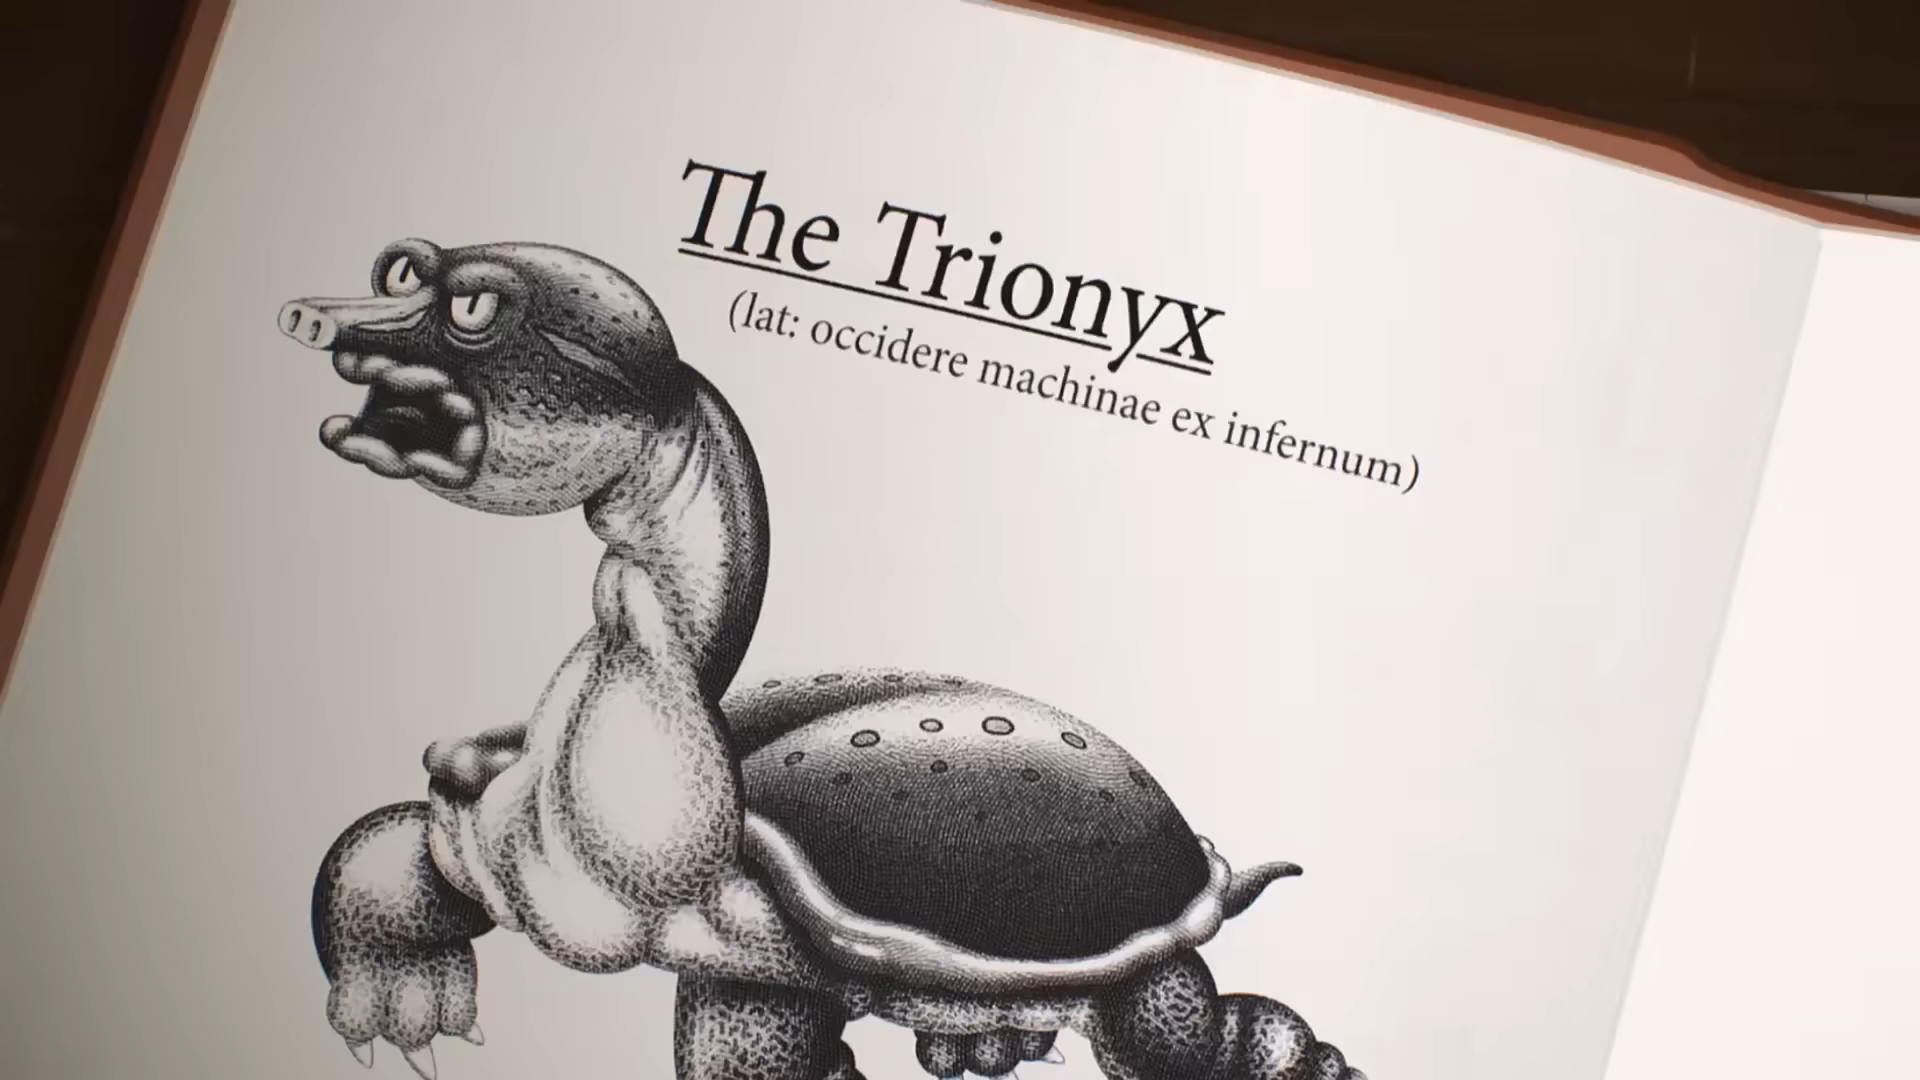 The Trionyx
(lat: occidere machinae ex infernum)